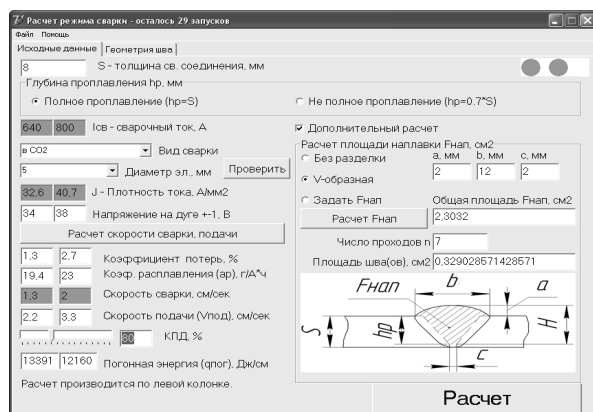 Расчет режима сварки - осталось 29 запусков
Файл Помощь
Исходные данные Геометрия шва
8 S - толщина св. соединения, мм
Глубина проплавления hp, мм
Полное проплавление (hp=S) Не полное проплавление (hp=0.7*S)
640 800 Iсв - сварочный ток, А
Дополнительный расчет
в СО2 Вид сварки
5 Диаметр эл., мм Проверить
32,6 40,7 J - Плотность тока, А/мм2
34 38 Напряжение на дуге +-1, В
Расчет скорости сварки, подачи
1,3 2,7 Коэффициент потерь, %
19,4 23 Коэф. расплавления (ар), г/А*ч
1,3 2 Скорость сварки, см/сек
2,2 3,3 Скорость подачи (Vпод), см/сек
80 КПД, %
13391 12160 Погонная энергия (qпог), Дж/см
Расчет производится по левой колонке.
Расчет площади наплавки Fнап, см2
Без разделки a, мм b, мм c, мм
V-образная 2 12 2
Задать Fнап Общая площадь Fнап, см2
Расчет Fнап 2,3032
Число проходов n 7
Площадь шва(ов), см2 0,329028571428571
Fнап b a
S hp H
c
Расчет